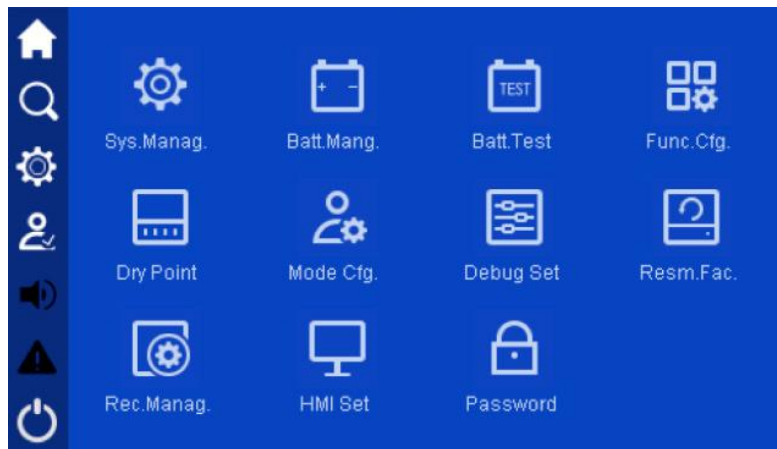 Sys.Manag. Batt.Mang. TEST Batt.Test Func.Cfg.
Dry Point Mode Cfg. Debug Set Resm.Fac.
Rec.Manag. HMI Set Password